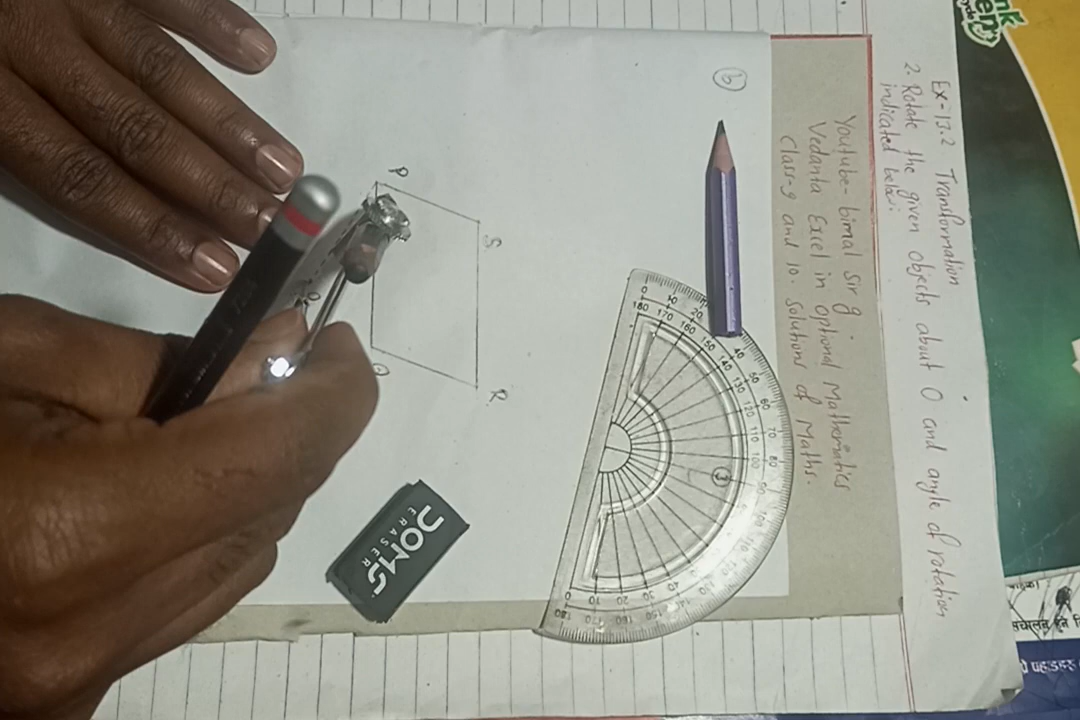 Ex-13.2 Transformation
2. Rotate the given objects about O and angle of rotation
indicated below:
Youtube- bimal sir g
Vedanta Excel in Optional Mathematics
class-9 and 10. Solutions of Maths.
b
P
S
R
Q
O
DOMS
ERASER